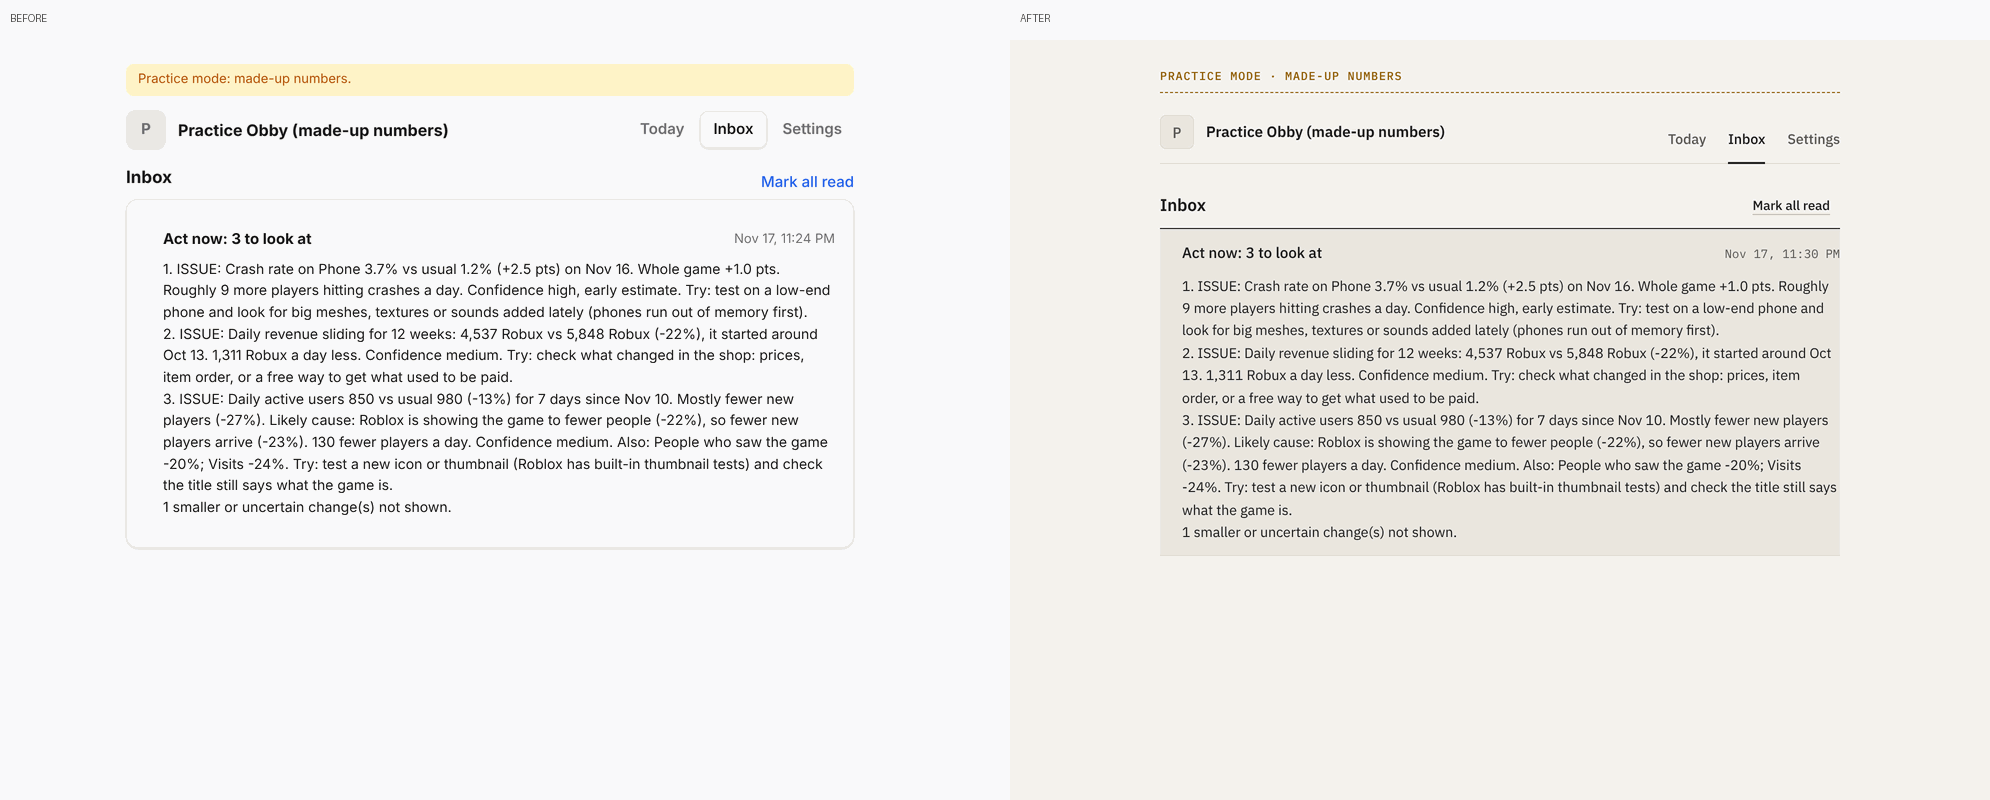 BEFORE
Practice mode: made-up numbers.
P
Practice Obby (made-up numbers)
Today
Inbox
Settings
Inbox
Mark all read
Act now: 3 to look at
Nov 17, 11:24 PM
1. ISSUE: Crash rate on Phone 3.7% vs usual 1.2% (+2.5 pts) on Nov 16. Whole game +1.0 pts.
Roughly 9 more players hitting crashes a day. Confidence high, early estimate. Try: test on a low-end
phone and look for big meshes, textures or sounds added lately (phones run out of memory first).
2. ISSUE: Daily revenue sliding for 12 weeks: 4,537 Robux vs 5,848 Robux (-22%), it started around
Oct 13. 1,311 Robux a day less. Confidence medium. Try: check what changed in the shop: prices,
item order, or a free way to get what used to be paid.
3. ISSUE: Daily active users 850 vs usual 980 (-13%) for 7 days since Nov 10. Mostly fewer new
players (-27%). Likely cause: Roblox is showing the game to fewer people (-22%), so fewer new
players arrive (-23%). 130 fewer players a day. Confidence medium. Also: People who saw the game
-20%; Visits -24%. Try: test a new icon or thumbnail (Roblox has built-in thumbnail tests) and check
the title still says what the game is.
1 smaller or uncertain change(s) not shown.
AFTER
PRACTICE MODE · MADE-UP NUMBERS
P
Practice Obby (made-up numbers)
Today
Inbox
Settings
Inbox
Mark all read
Act now: 3 to look at
Nov 17, 11:30 PM
1. ISSUE: Crash rate on Phone 3.7% vs usual 1.2% (+2.5 pts) on Nov 16. Whole game +1.0 pts. Roughly
9 more players hitting crashes a day. Confidence high, early estimate. Try: test on a low-end phone and
look for big meshes, textures or sounds added lately (phones run out of memory first).
2. ISSUE: Daily revenue sliding for 12 weeks: 4,537 Robux vs 5,848 Robux (-22%), it started around Oct
13. 1,311 Robux a day less. Confidence medium. Try: check what changed in the shop: prices, item
order, or a free way to get what used to be paid.
3. ISSUE: Daily active users 850 vs usual 980 (-13%) for 7 days since Nov 10. Mostly fewer new players
(-27%). Likely cause: Roblox is showing the game to fewer people (-22%), so fewer new players arrive
(-23%). 130 fewer players a day. Confidence medium. Also: People who saw the game -20%; Visits
-24%. Try: test a new icon or thumbnail (Roblox has built-in thumbnail tests) and check the title still says
what the game is.
1 smaller or uncertain change(s) not shown.